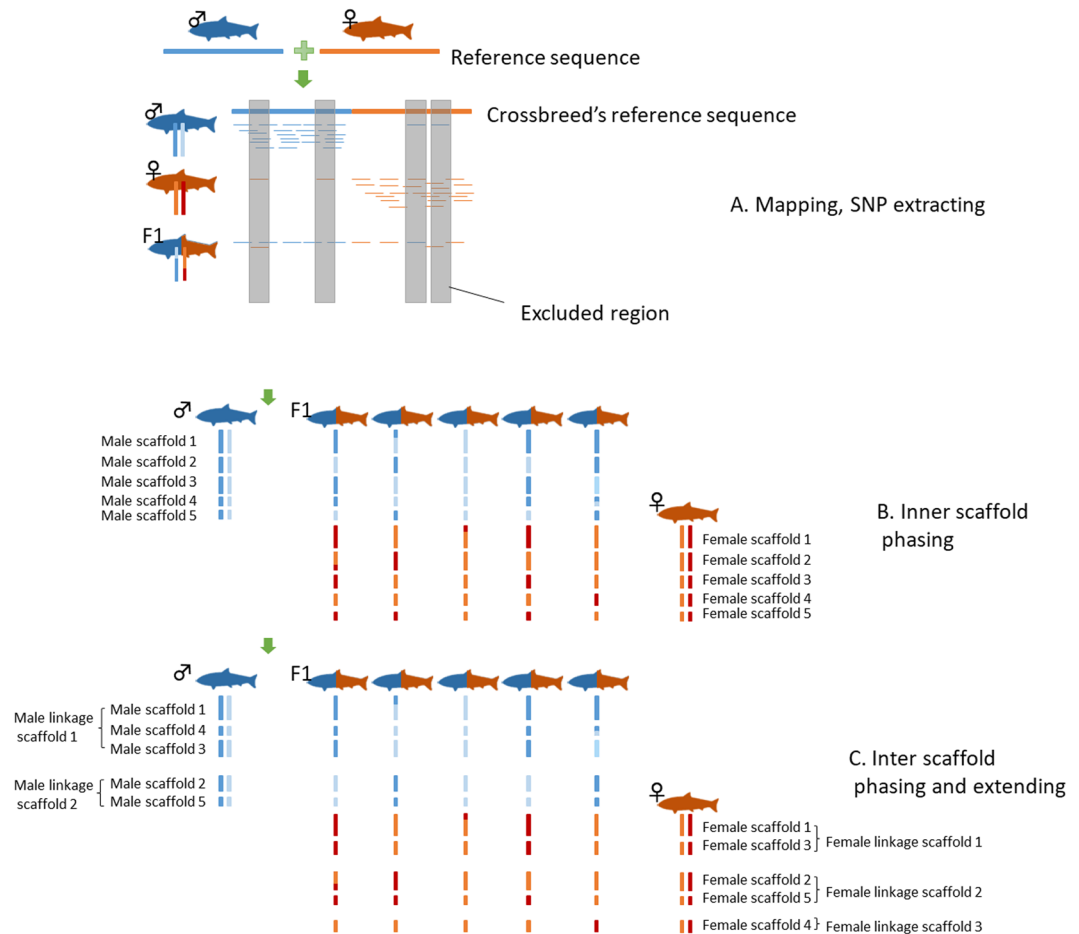 ♂
♀
Reference sequence
Crossbreed's reference sequence
♂
♀
A. Mapping, SNP extracting
F1
Excluded region
♂
F1
Male scaffold 1
Male scaffold 2
Male scaffold 3
Male scaffold 4
Male scaffold 5
♀
B. Inner scaffold
phasing
Female scaffold 1
Female scaffold 2
Female scaffold 3
Female scaffold 4
Female scaffold 5
♂
F1
Male linkage
scaffold 1
Male scaffold 1
Male scaffold 4
Male scaffold 3
Male linkage
scaffold 2
Male scaffold 2
Male scaffold 5
C. Inter scaffold
phasing and extending
♀
Female scaffold 1
Female scaffold 3
Female linkage scaffold 1
Female scaffold 2
Female scaffold 5
Female linkage scaffold 2
Female scaffold 4
Female linkage scaffold 3